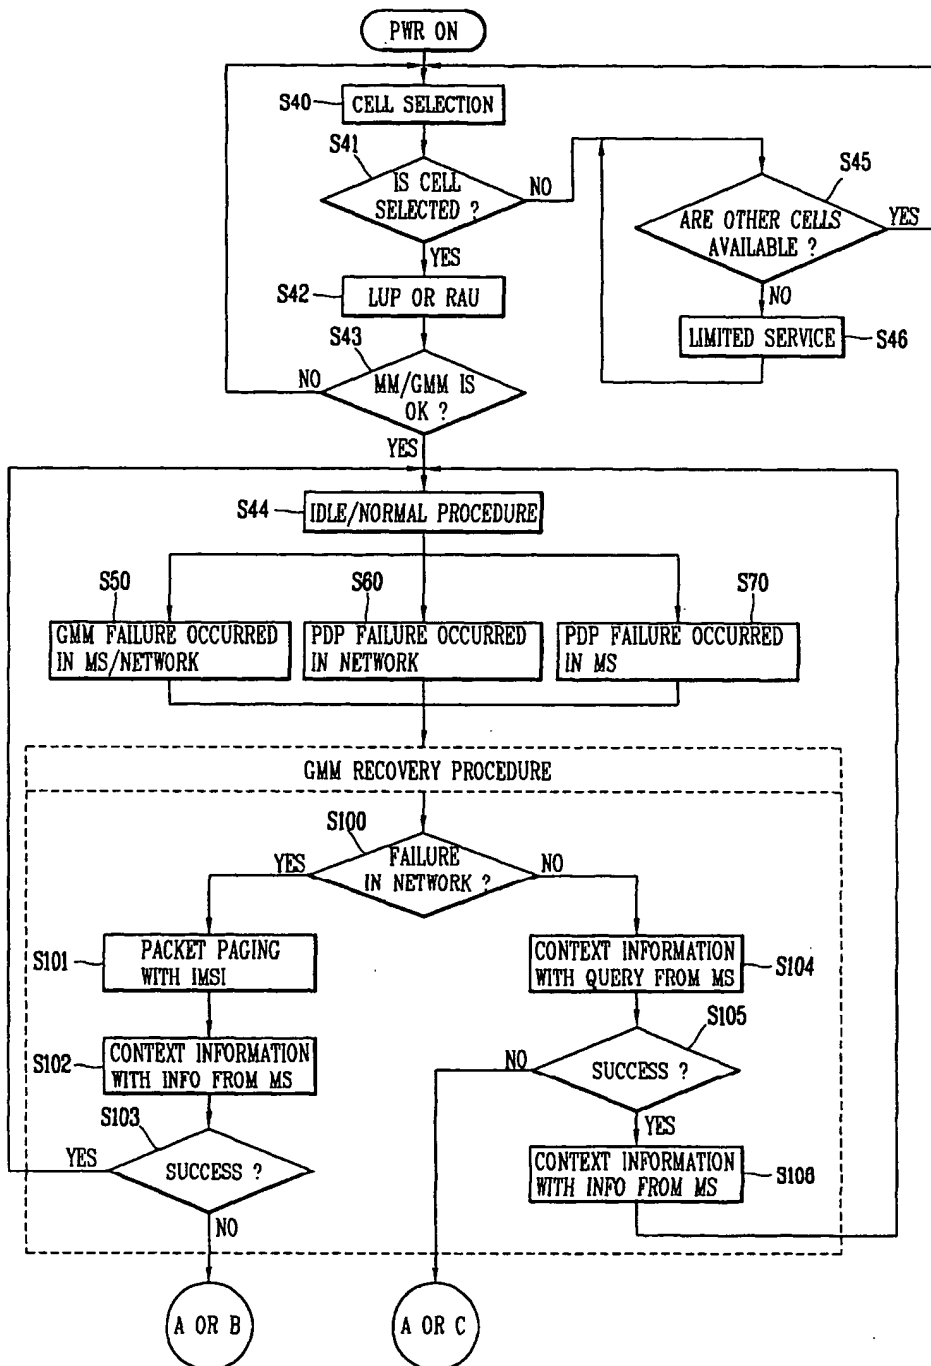 PWR ON
S40
CELL SELECTION
S41
IS CELL
SELECTED ?
NO
YES
S45
ARE OTHER CELLS
AVAILABLE ?
YES
NO
S42
LUP OR RAU
LIMITED SERVICE
S46
S43
MM/GMM IS
OK ?
NO
YES
S44
IDLE/NORMAL PROCEDURE
S50
GMM FAILURE OCCURRED
IN MS/NETWORK
S60
PDP FAILURE OCCURRED
IN NETWORK
S70
PDP FAILURE OCCURRED
IN MS
GMM RECOVERY PROCEDURE
S100
FAILURE
IN NETWORK ?
YES
NO
S101
PACKET PAGING
WITH IMSI
CONTEXT INFORMATION
WITH QUERY FROM MS
S104
S102
CONTEXT INFORMATION
WITH INFO FROM MS
S105
SUCCESS ?
NO
YES
S103
SUCCESS ?
YES
NO
CONTEXT INFORMATION
WITH INFO FROM MS
S106
A OR B
A OR C